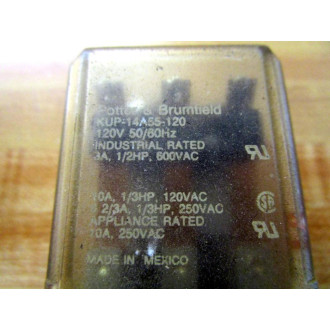 Potter & Brumfield
KUP-14A55-120
120V 50/60Hz
INDUSTRIAL RATED
3A, 1/2HP, 600VAC
10A, 1/3HP, 120VAC
2/3A, 1/3HP, 250VAC
APPLIANCE RATED
10A, 250VAC
MADE IN MEXICO